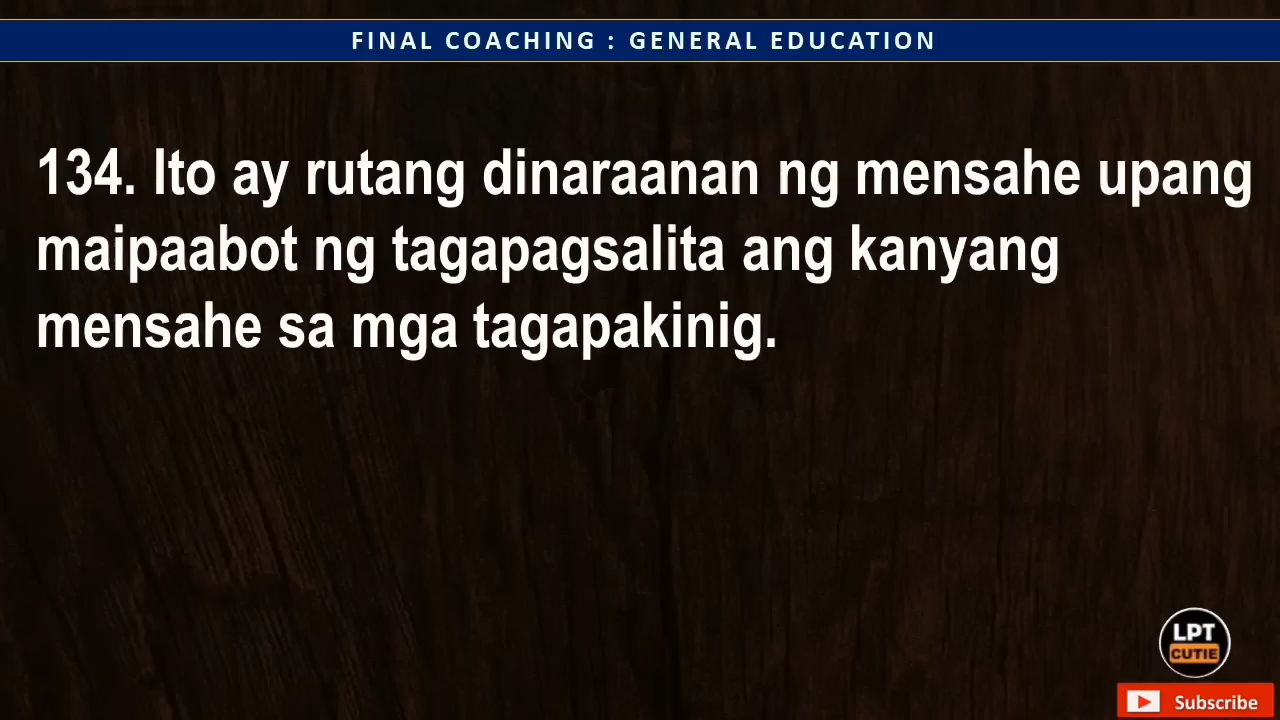 FINAL COACHING : GENERAL EDUCATION
134. Ito ay rutang dinaraanan ng mensahe upang
maipaabot ng tagapagsalita ang kanyang
mensahe sa mga tagapakinig.
LPT
CUTIE
Subscribe